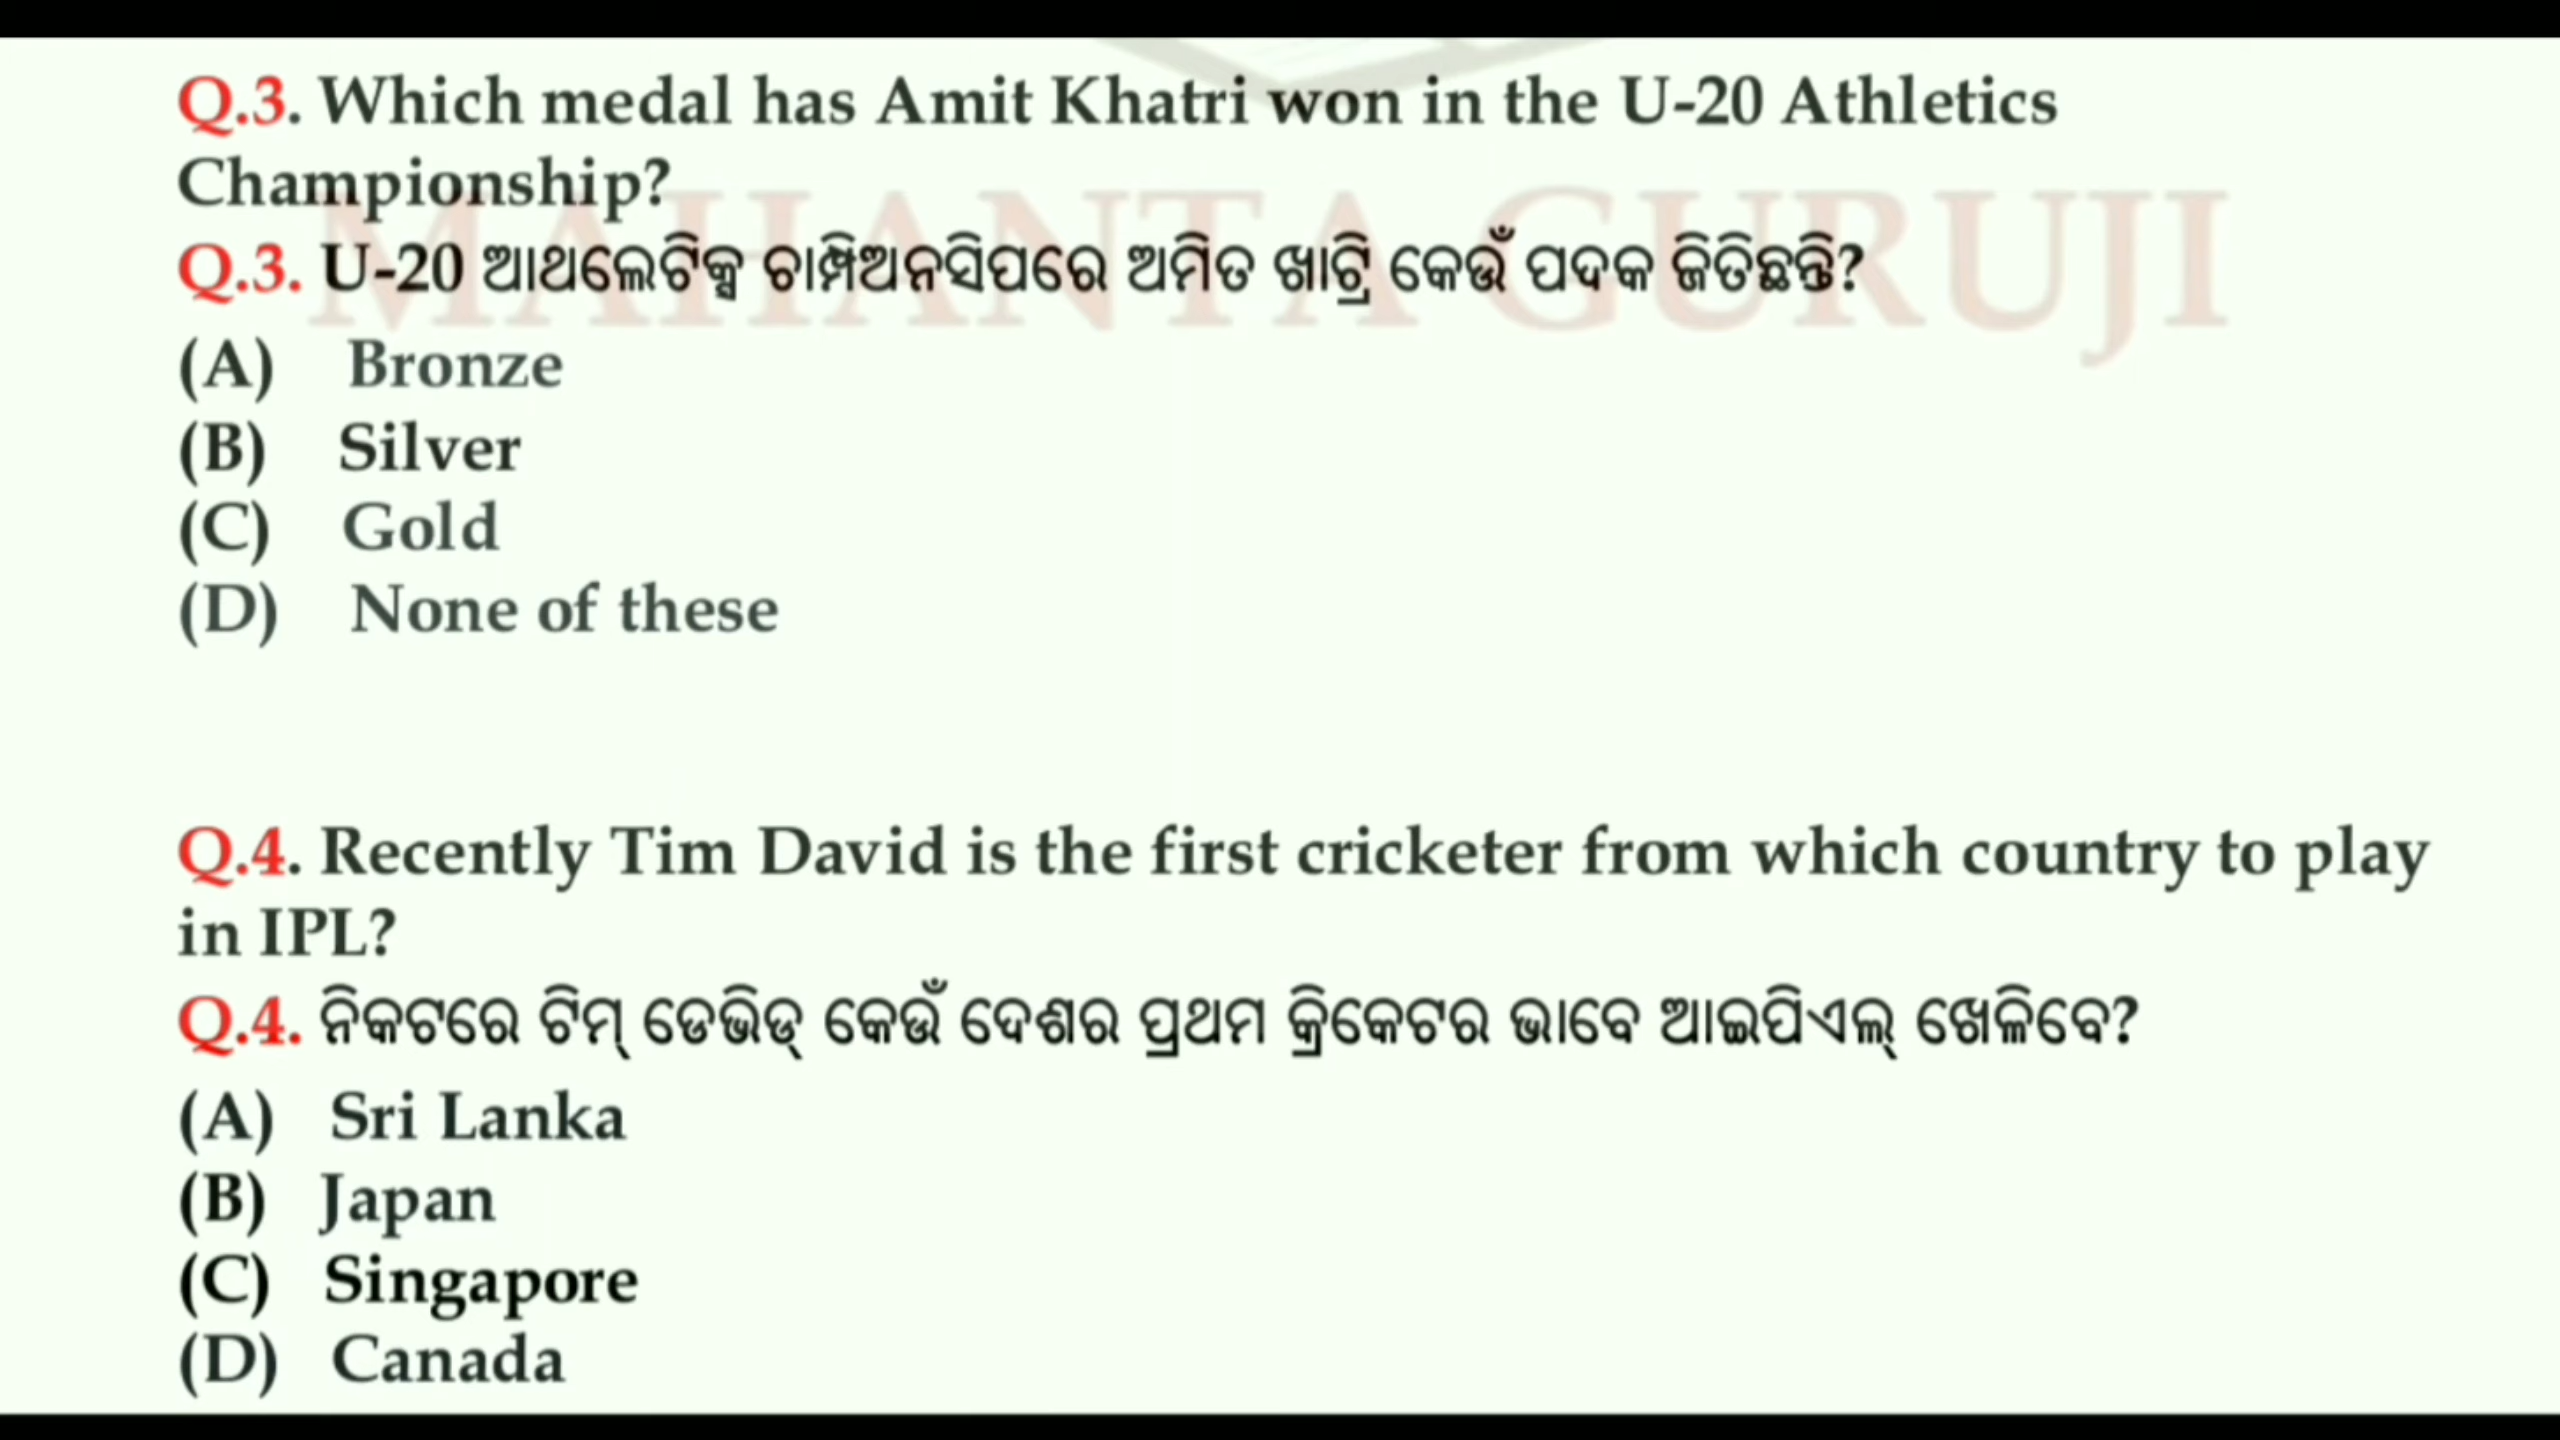 Q.3. Which medal has Amit Khatri won in the U-20 Athletics
Championship?
MAHANTA GURUJI
Q.3. U-20 ଆଥଲେଟିକ୍ସ ଚାମ୍ପିଅନସିପରେ ଅମିତ ଖାଟ୍ରି କେଉଁ ପଦକ ଜିତିଛନ୍ତି?
(A) Bronze
(B) Silver
(C) Gold
(D) None of these
Q.4. Recently Tim David is the first cricketer from which country to play
in IPL?
Q.4. ନିକଟରେ ଟିମ୍ ଡେଭିଡ୍ କେଉଁ ଦେଶର ପ୍ରଥମ କ୍ରିକେଟର ଭାବେ ଆଇପିଏଲ୍ ଖେଳିବେ?
(A) Sri Lanka
(B) Japan
(C) Singapore
(D) Canada